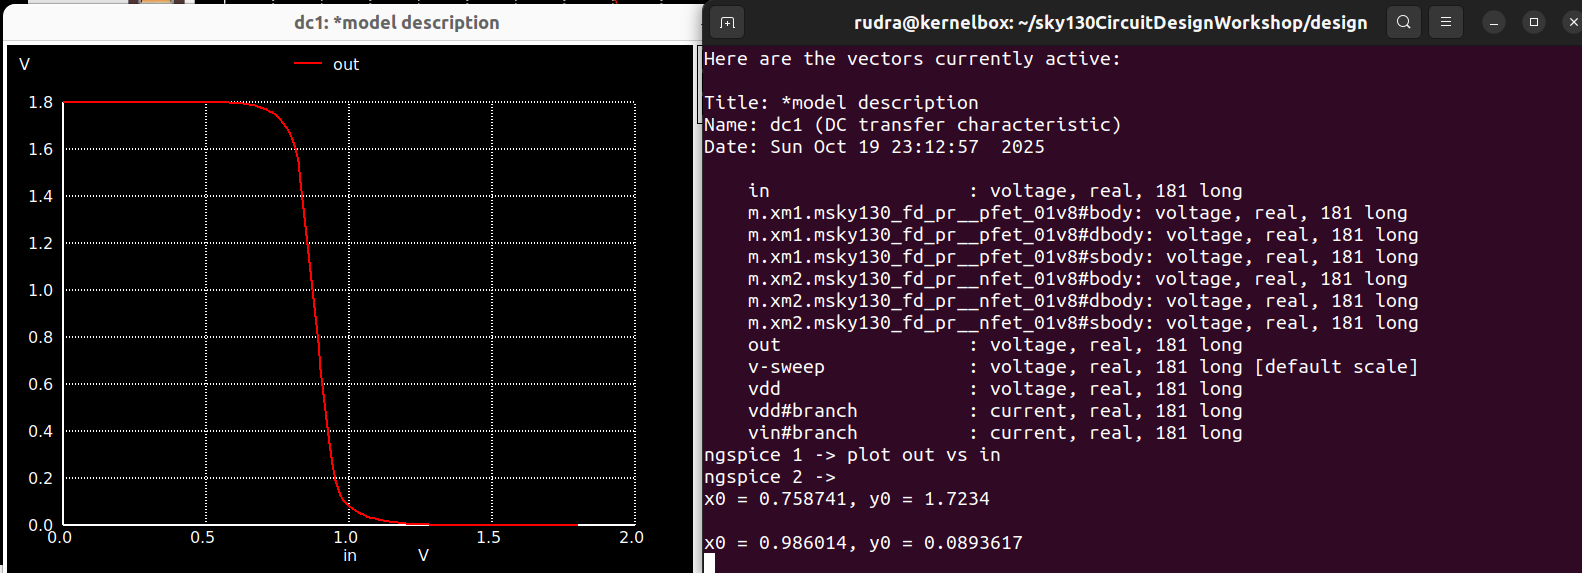 dc1: *model description
V
out
1.8
1.6
1.4
1.2
1.0
0.8
0.6
0.4
0.2
0.0
0.0 0.5 1.0 1.5 2.0
in V
rudra@kernelbox: ~/sky130CircuitDesignWorkshop/design
Here are the vectors currently active:
Title: *model description
Name: dc1 (DC transfer characteristic)
Date: Sun Oct 19 23:12:57  2025
in                  : voltage, real, 181 long
m.xm1.msky130_fd_pr__pfet_01v8#body: voltage, real, 181 long
m.xm1.msky130_fd_pr__pfet_01v8#dbody: voltage, real, 181 long
m.xm1.msky130_fd_pr__pfet_01v8#sbody: voltage, real, 181 long
m.xm2.msky130_fd_pr__nfet_01v8#body: voltage, real, 181 long
m.xm2.msky130_fd_pr__nfet_01v8#dbody: voltage, real, 181 long
m.xm2.msky130_fd_pr__nfet_01v8#sbody: voltage, real, 181 long
out                 : voltage, real, 181 long
v-sweep             : voltage, real, 181 long [default scale]
vdd                 : voltage, real, 181 long
vdd#branch          : current, real, 181 long
vin#branch          : current, real, 181 long
ngspice 1 -> plot out vs in
ngspice 2 ->
x0 = 0.758741, y0 = 1.7234
x0 = 0.986014, y0 = 0.0893617